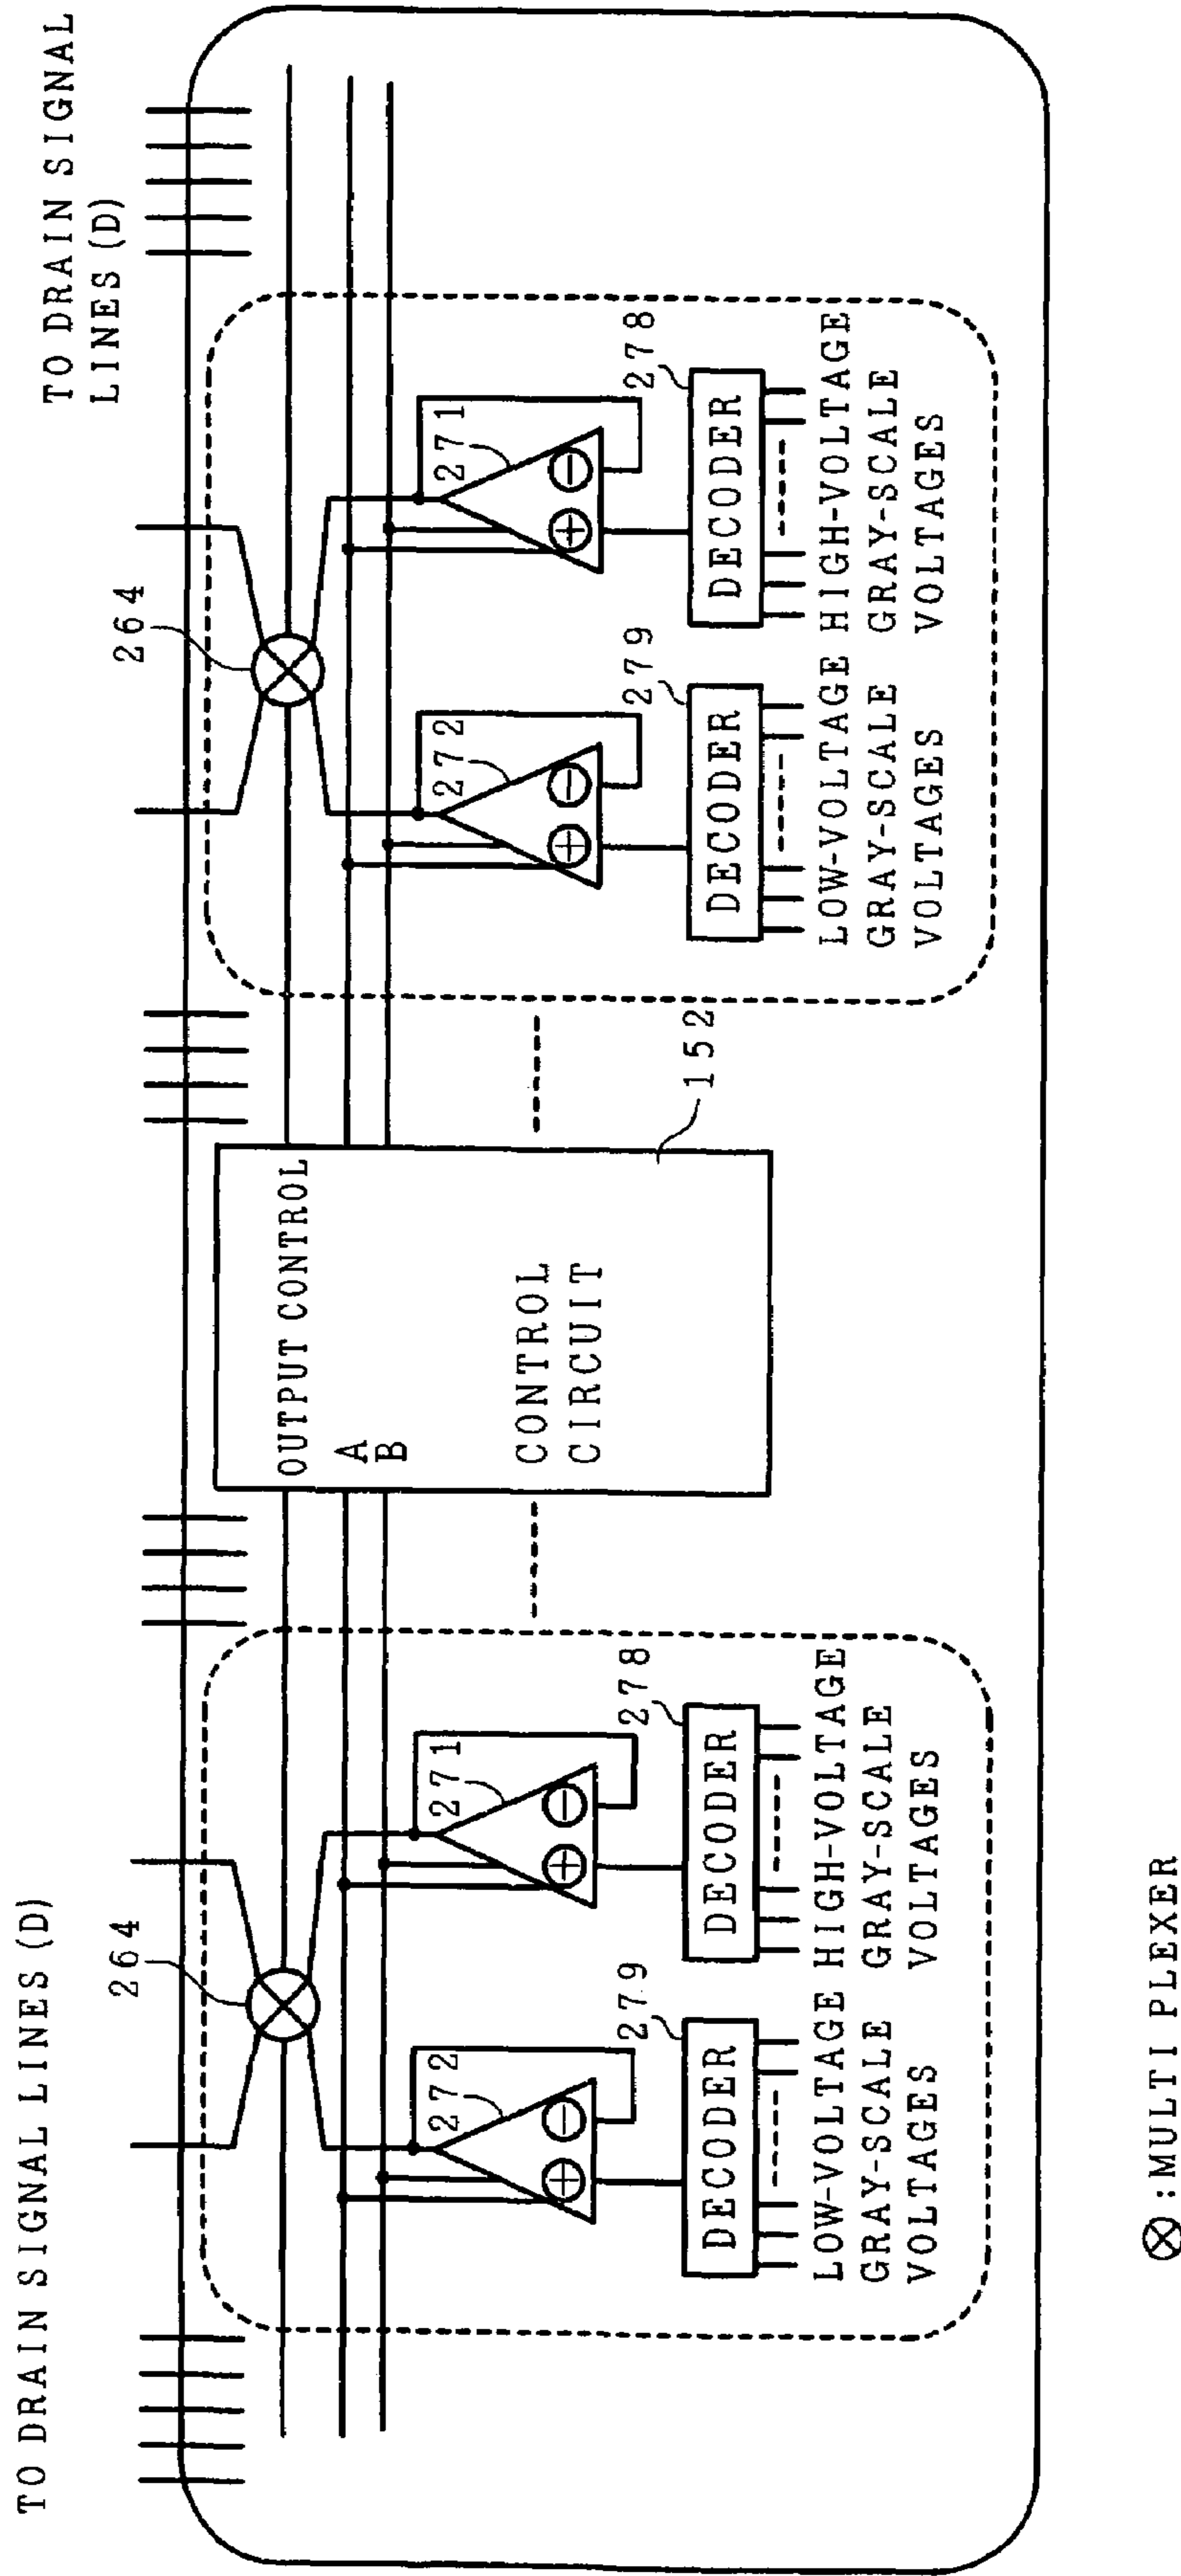 TO DRAIN SIGNAL LINES (D)
TO DRAIN SIGNAL
LINES (D)
264
264
272
271
272
271
OUTPUT CONTROL
A
B
CONTROL
CIRCUIT
152
279
278
279
278
DECODER
DECODER
DECODER
DECODER
LOW-VOLTAGE
GRAY-SCALE
VOLTAGES
HIGH-VOLTAGE
GRAY-SCALE
VOLTAGES
LOW-VOLTAGE
GRAY-SCALE
VOLTAGES
HIGH-VOLTAGE
GRAY-SCALE
VOLTAGES
:MULTI PLEXER